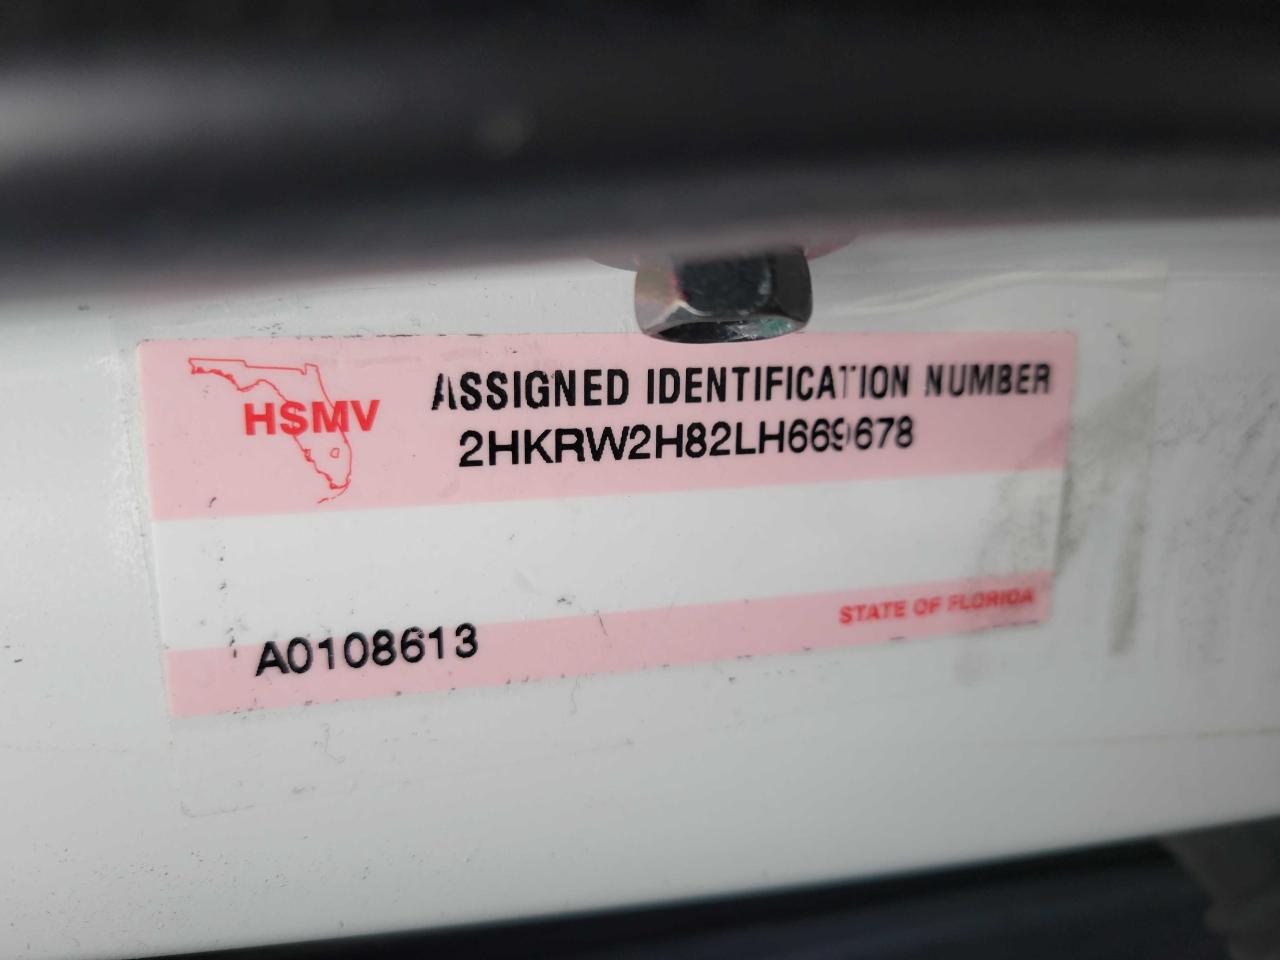 HSMV
ASSIGNED IDENTIFICATION NUMBER
2HKRW2H82LH669678
A0108613
STATE OF FLORIDA